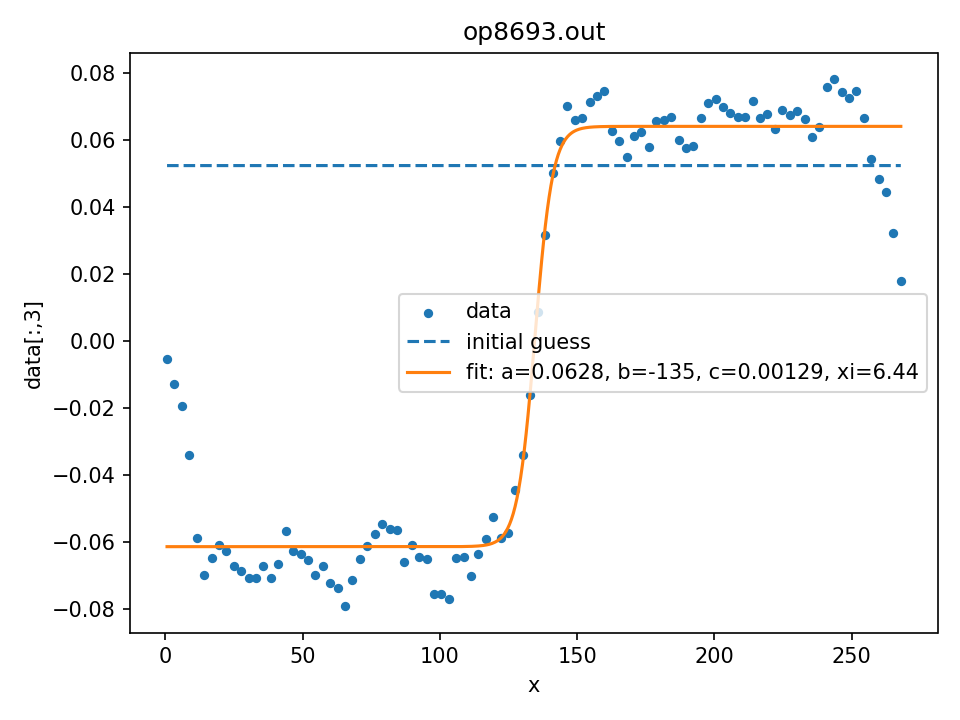 op8693.out
0.08
0.06
0.04
0.02
0.00
−0.02
−0.04
−0.06
−0.08
data[:,3]
data
initial guess
fit: a=0.0628, b=-135, c=0.00129, xi=6.44
0 50 100 150 200 250
x